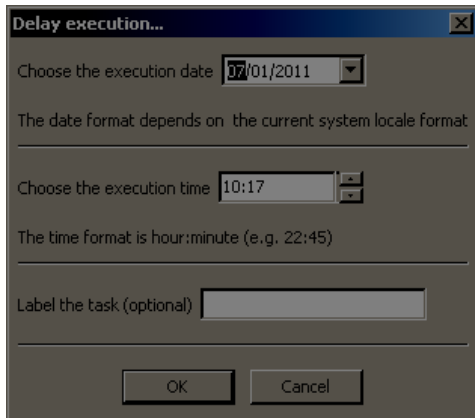 Delay execution...
Choose the execution date 07/01/2011
The date format depends on the current system locale format
Choose the execution time 10:17
The time format is hour:minute (e.g. 22:45)
Label the task (optional)
OK Cancel